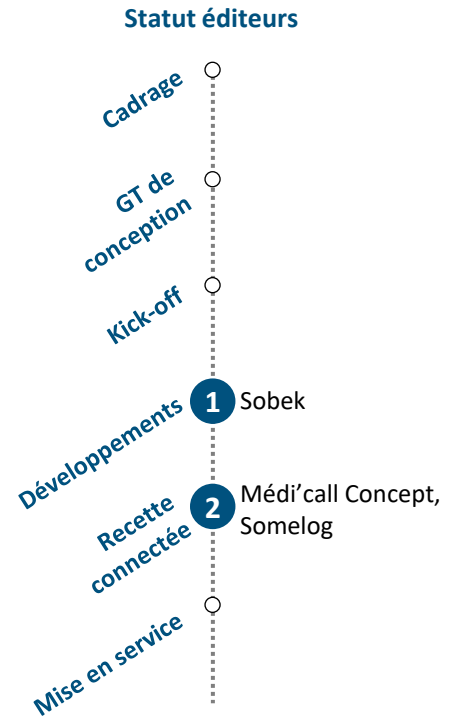 Statut éditeurs
Cadrage
GT de
conception
Kick-off
Développements
1 Sobek
Recette
connectée
2 Médi’call Concept,
Somelog
Mise en service